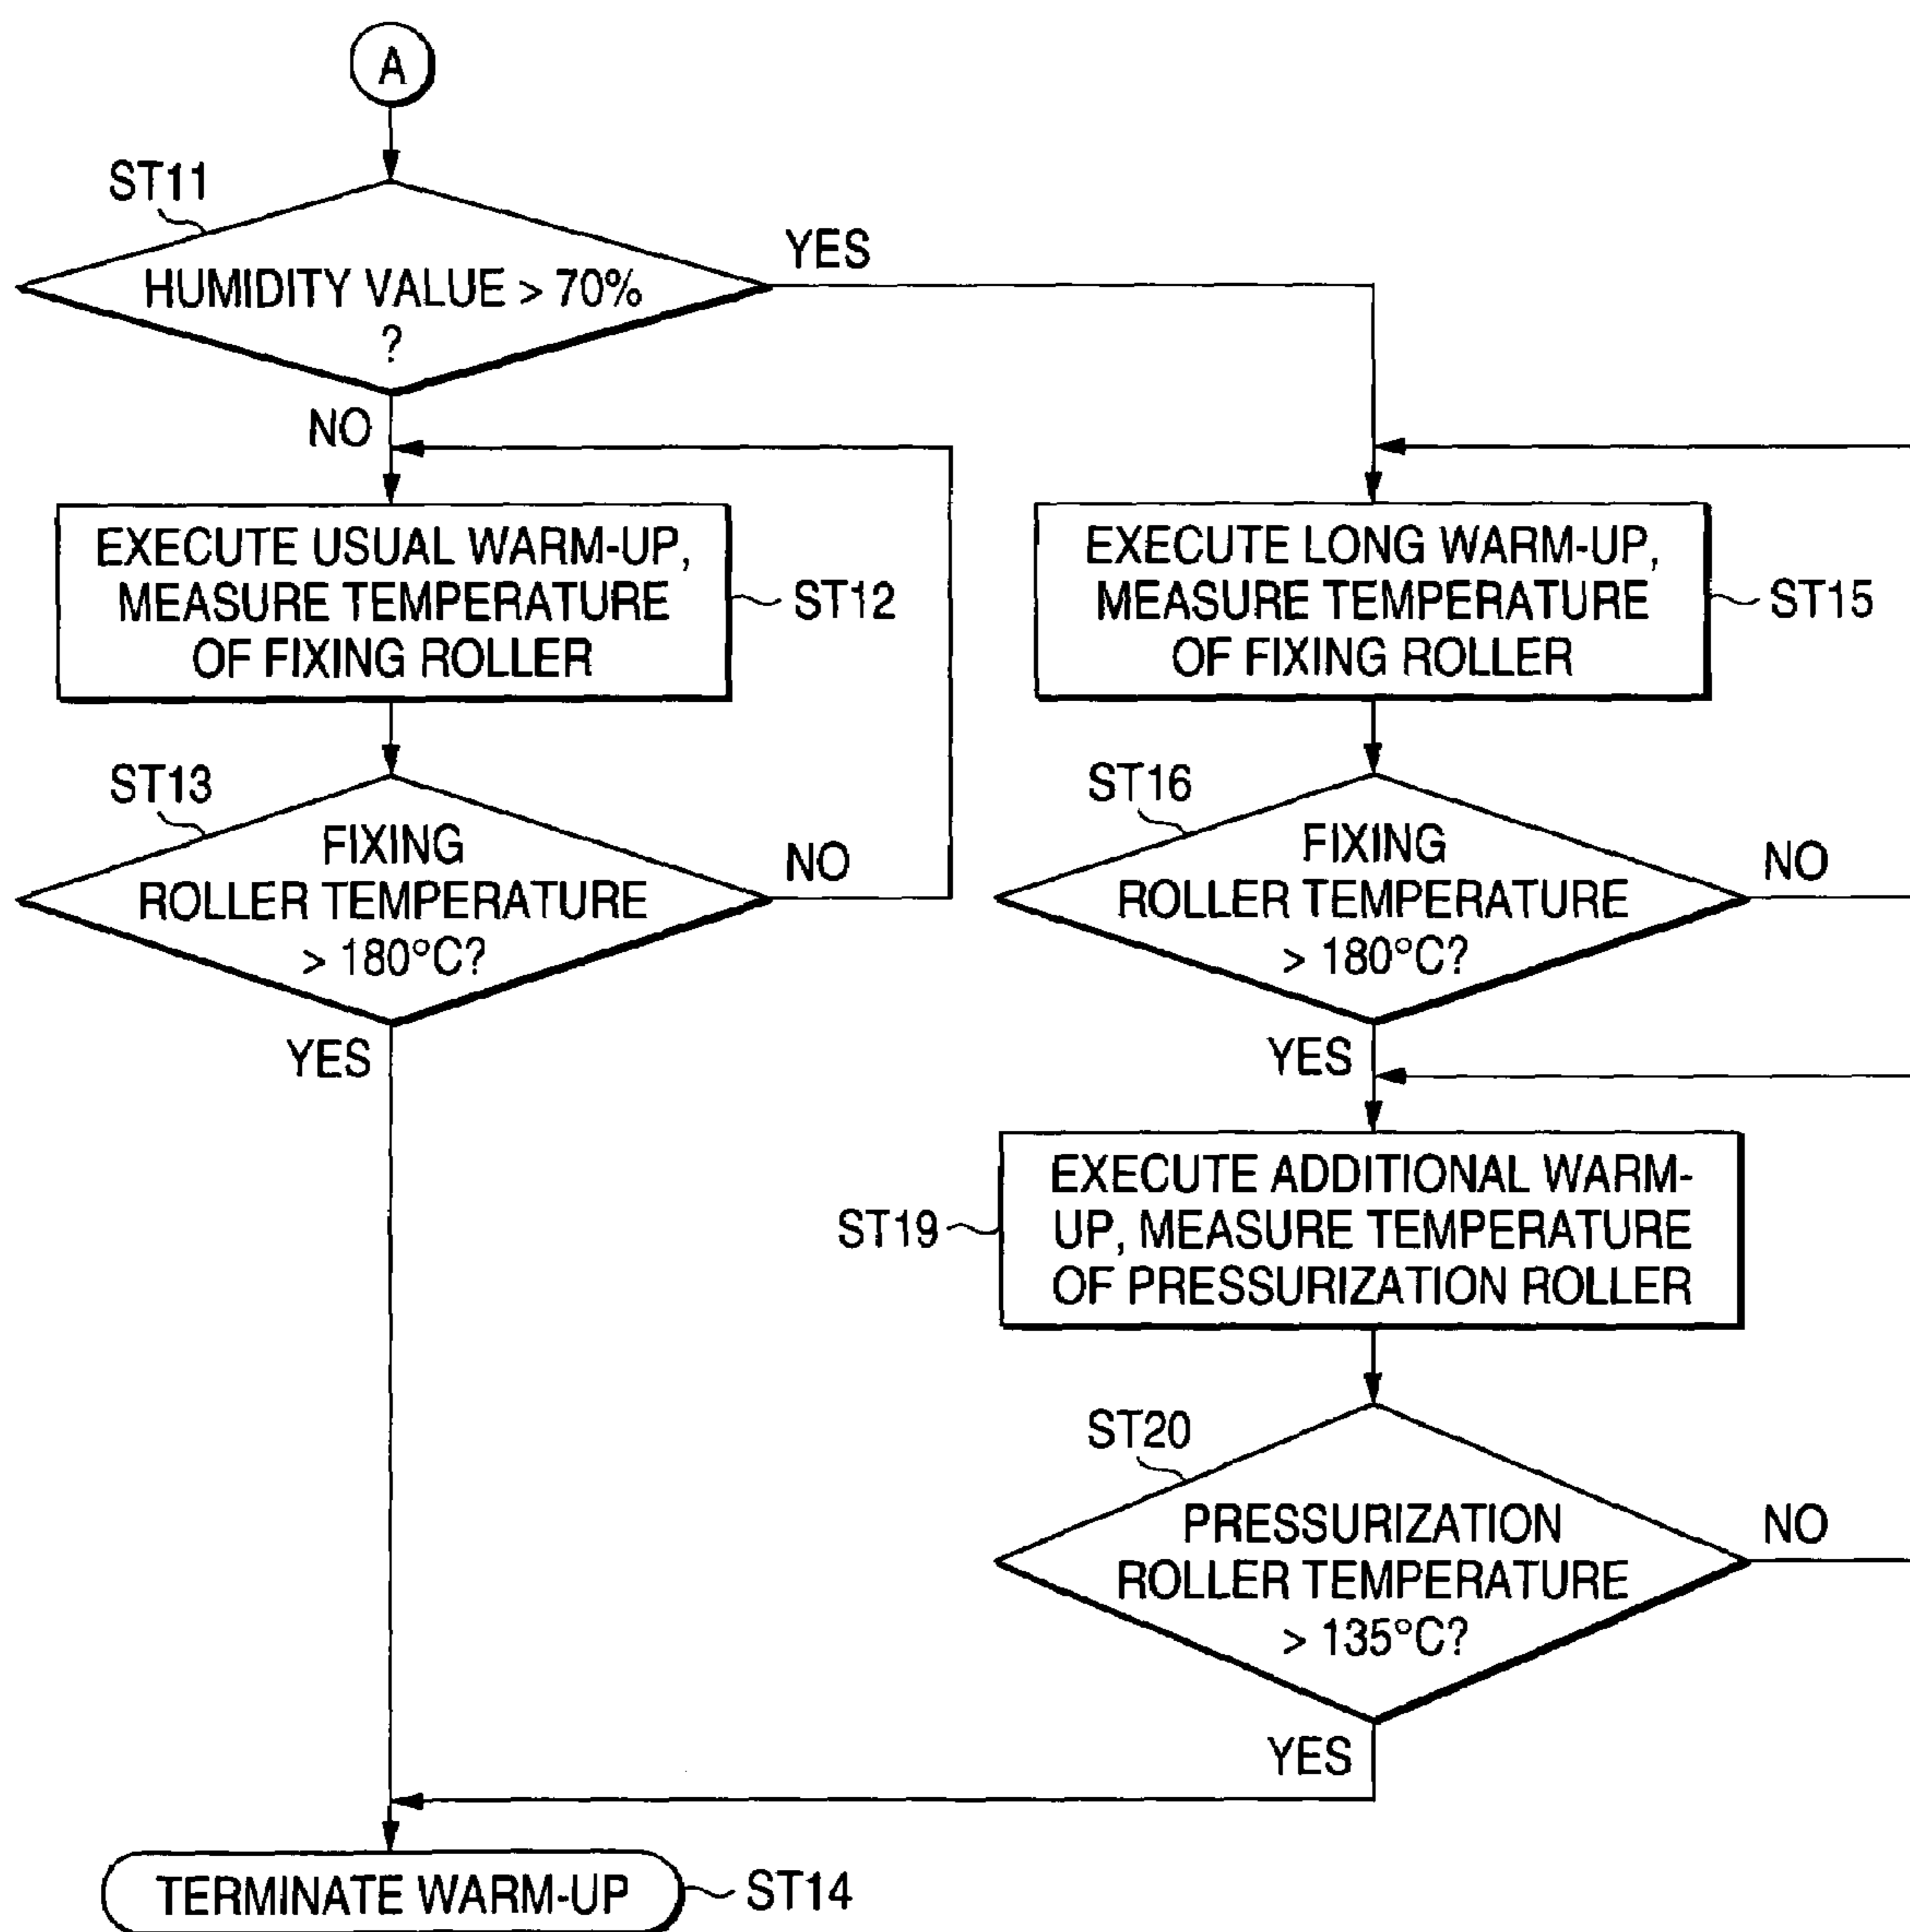 A
ST11
HUMIDITY VALUE > 70%
?
YES
NO
EXECUTE USUAL WARM-UP,
MEASURE TEMPERATURE
OF FIXING ROLLER
ST12
ST13
FIXING
ROLLER TEMPERATURE
> 180°C?
NO
YES
EXECUTE LONG WARM-UP,
MEASURE TEMPERATURE
OF FIXING ROLLER
ST15
ST16
FIXING
ROLLER TEMPERATURE
> 180°C?
NO
YES
EXECUTE ADDITIONAL WARM-
UP, MEASURE TEMPERATURE
OF PRESSURIZATION ROLLER
ST19
ST20
PRESSURIZATION
ROLLER TEMPERATURE
> 135°C?
NO
YES
TERMINATE WARM-UP
ST14